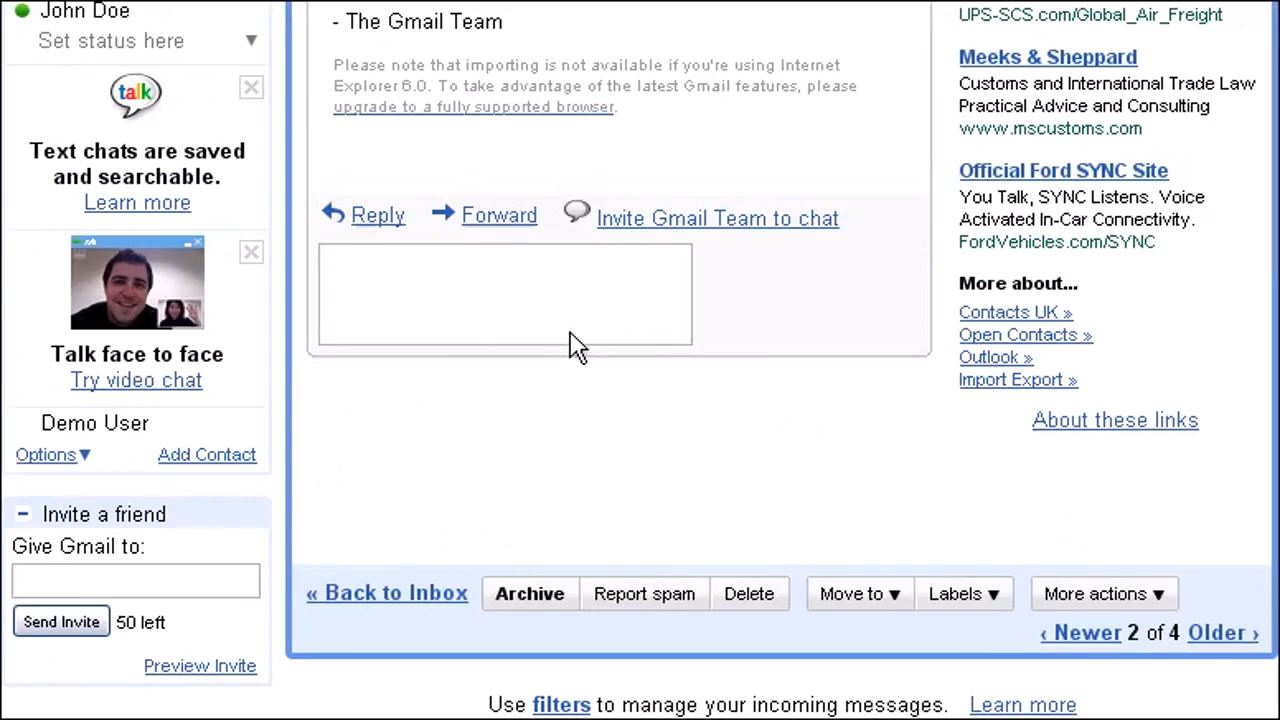 John Doe
Set status here
talk
Text chats are saved
and searchable.
Learn more
Talk face to face
Try video chat
Demo User
Options▼ Add Contact
Invite a friend
Give Gmail to:
Send Invite 50 left
Preview Invite
- The Gmail Team
Please note that importing is not available if you're using Internet
Explorer 6.0. To take advantage of the latest Gmail features, please
upgrade to a fully supported browser.
Reply Forward Invite Gmail Team to chat
« Back to Inbox Archive Report spam Delete Move to ▼ Labels ▼ More actions ▼
‹ Newer 2 of 4 Older ›
Use filters to manage your incoming messages. Learn more
UPS-SCS.com/Global_Air_Freight
Meeks & Sheppard
Customs and International Trade Law
Practical Advice and Consulting
www.mscustoms.com
Official Ford SYNC Site
You Talk, SYNC Listens. Voice
Activated In-Car Connectivity.
FordVehicles.com/SYNC
More about...
Contacts UK »
Open Contacts »
Outlook »
Import Export »
About these links